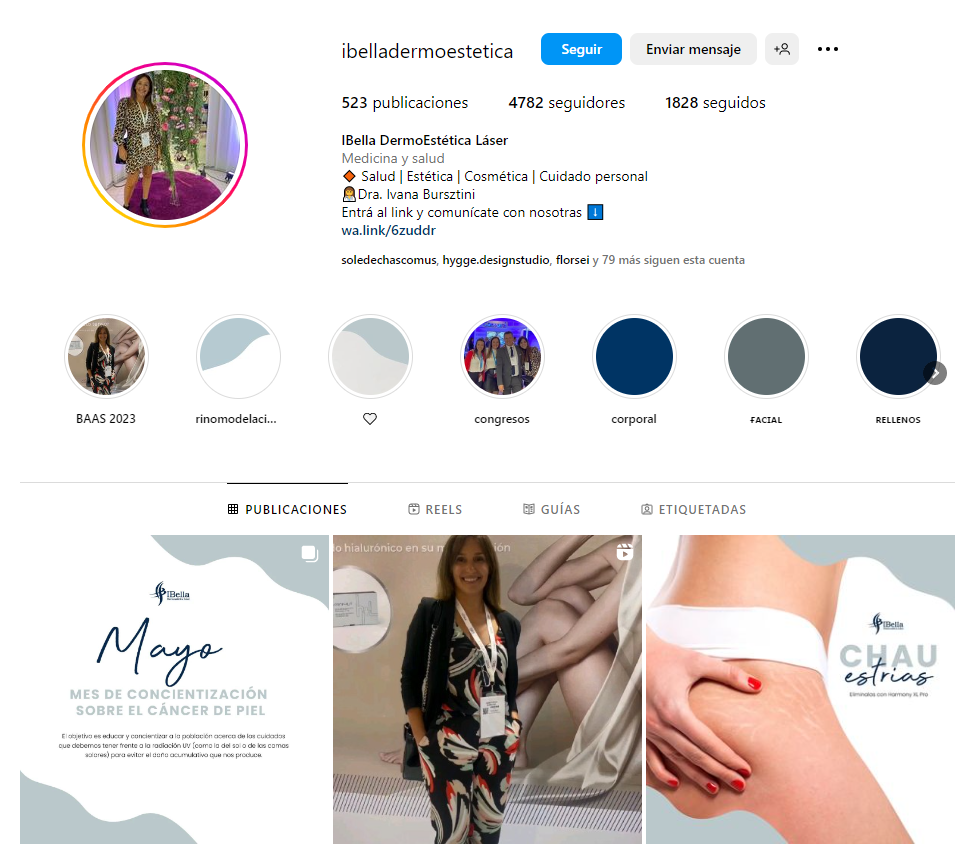 ibelladermoestetica
Seguir
Enviar mensaje
523 publicaciones
4782 seguidores
1828 seguidos
IBella DermoEstética Láser
Medicina y salud
Salud | Estética | Cosmética | Cuidado personal
Dra. Ivana Bursztini
Entrá al link y comunícate con nosotras
wa.link/6zuddr
soledechascomus, hygge.designstudio, florsei y 79 más siguen esta cuenta
BAAS 2023
rinomodelaci...
congresos
corporal
FACIAL
RELLENOS
PUBLICACIONES
REELS
GUÍAS
ETIQUETADAS
IBella
Mayo
MES DE CONCIENTIZACIÓN
SOBRE EL CÁNCER DE PIEL
El objetivo es educar y concientizar a la población acerca de los cuidados
que debemos tener frente a la radiación UV (como la del sol o de las camas
solares) para evitar el daño acumulativo que nos produce.
do hialurónico en su m
ión
IBella
CHAU
estrias
Eliminalas con Harmony XL Pro